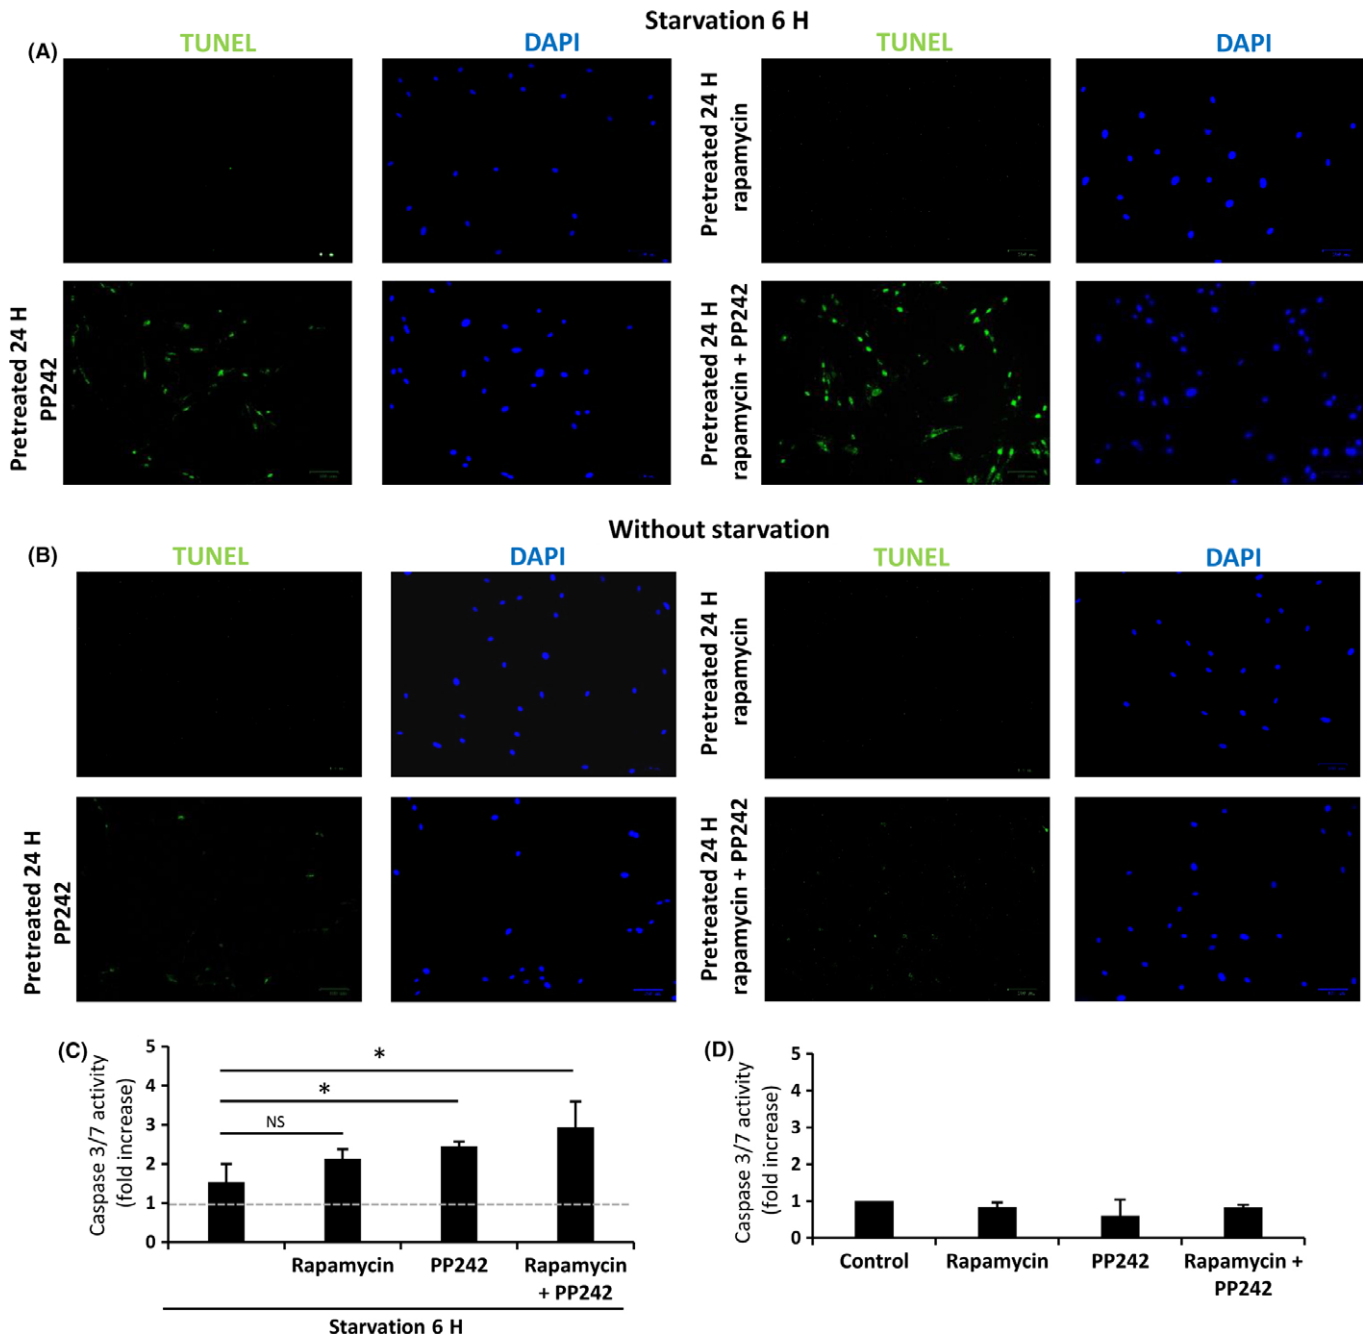 Starvation 6 H
(A)
TUNEL
DAPI
TUNEL
DAPI
Pretreated 24 H
rapamycin
Pretreated 24 H
PP242
Pretreated 24 H
rapamycin + PP242
Without starvation
(B)
TUNEL
DAPI
TUNEL
DAPI
Pretreated 24 H
rapamycin
Pretreated 24 H
PP242
Pretreated 24 H
rapamycin + PP242
(C)
Caspase 3/7 activity
(fold increase)
5
4
3
2
1
0
*
*
NS
Rapamycin
PP242
Rapamycin
+ PP242
Starvation 6 H
(D)
Caspase 3/7 activity
(fold increase)
5
4
3
2
1
0
Control
Rapamycin
PP242
Rapamycin +
PP242